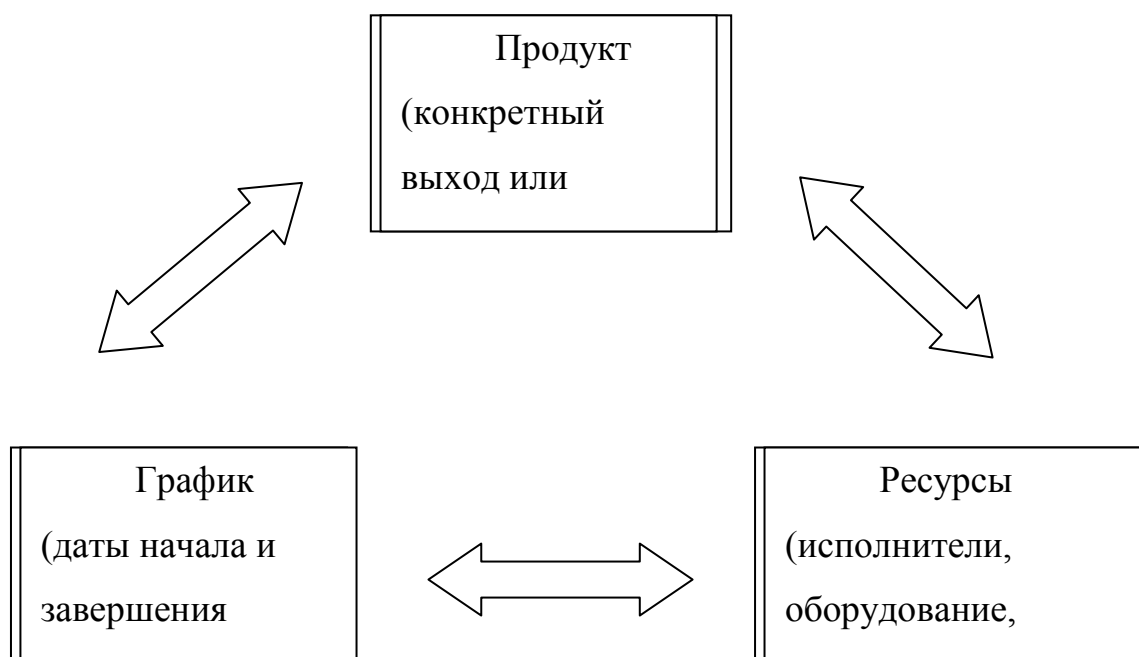 Продукт
(конкретный
выход или
График
(даты начала и
завершения
Ресурсы
(исполнители,
оборудование,